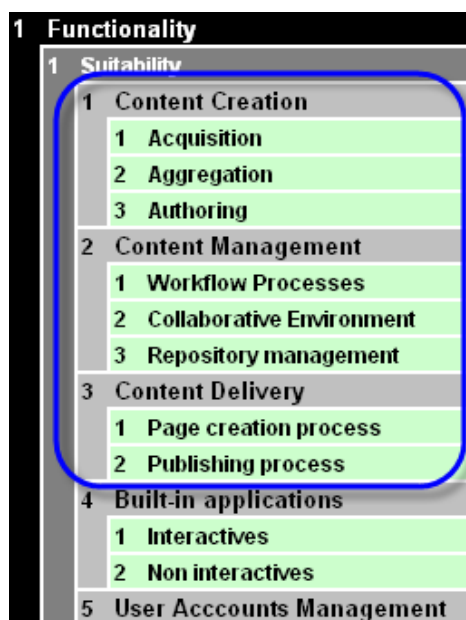 1 Functionality
1 Suitability
1 Content Creation
1 Acquisition
2 Aggregation
3 Authoring
2 Content Management
1 Workflow Processes
2 Collaborative Environment
3 Repository management
3 Content Delivery
1 Page creation process
2 Publishing process
4 Built-in applications
1 Interactives
2 Non interactives
5 User Acccounts Management